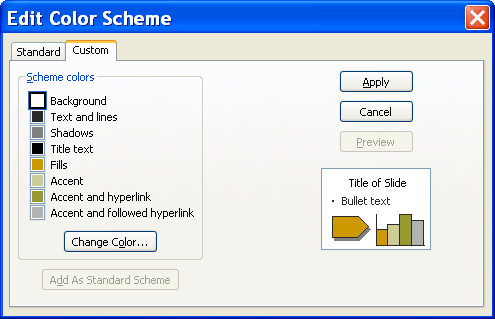 Edit Color Scheme
Standard
Custom
Scheme colors
Background
Text and lines
Shadows
Title text
Fills
Accent
Accent and hyperlink
Accent and followed hyperlink
Change Color...
Add As Standard Scheme
Apply
Cancel
Preview
Title of Slide
• Bullet text